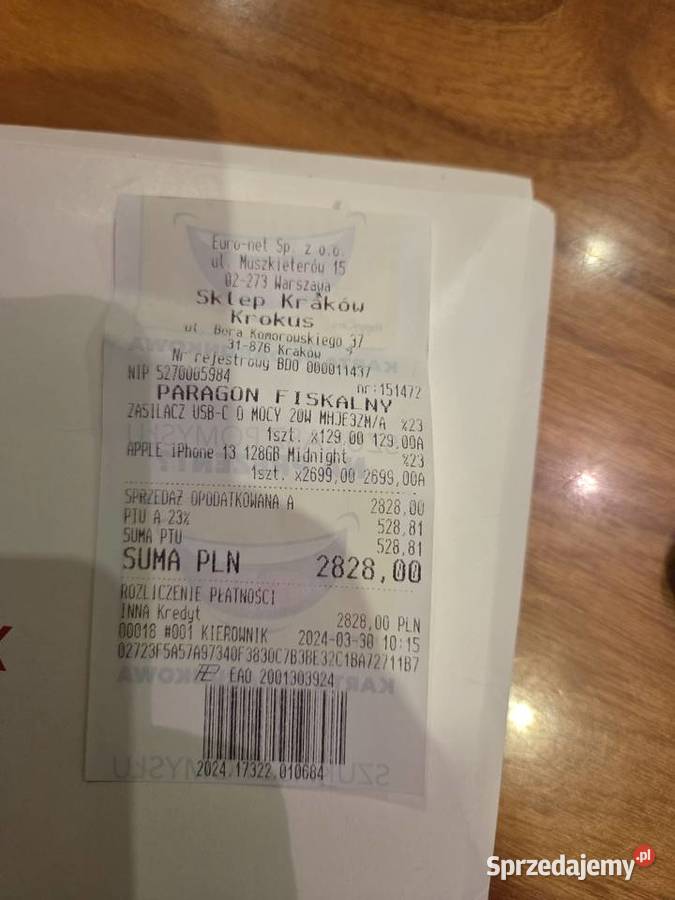 Euro-net Sp. z o.o.
ul. Muszkieterów 15
02-273 Warszawa
Sklep Kraków
Krokus
ul. Bora Komorowskiego 37
31-876 Kraków
Nr rejestrowy BDO 000011437
NIP 5270005984 nr:151472
PARAGON FISKALNY
ZASILACZ USB-C O MOCY 20W MHJE3ZM/A %23
1szt. x129,00 129,00A
APPLE iPhone 13 128GB Midnight %23
1szt. x2699,00 2699,00A
SPRZEDAŻ OPODATKOWANA A 2828,00
PTU A 23% 528,81
SUMA PTU 528,81
SUMA PLN 2828,00
ROZLICZENIE PŁATNOŚCI
INNA Kredyt 2828,00 PLN
00018 #001 KIEROWNIK 2024-03-30 10:15
02723F5A57A97340F3830C7B3BE32C1BA72711B7
EAO 2001303924
2024.17322.010684
Sprzedajemy.pl